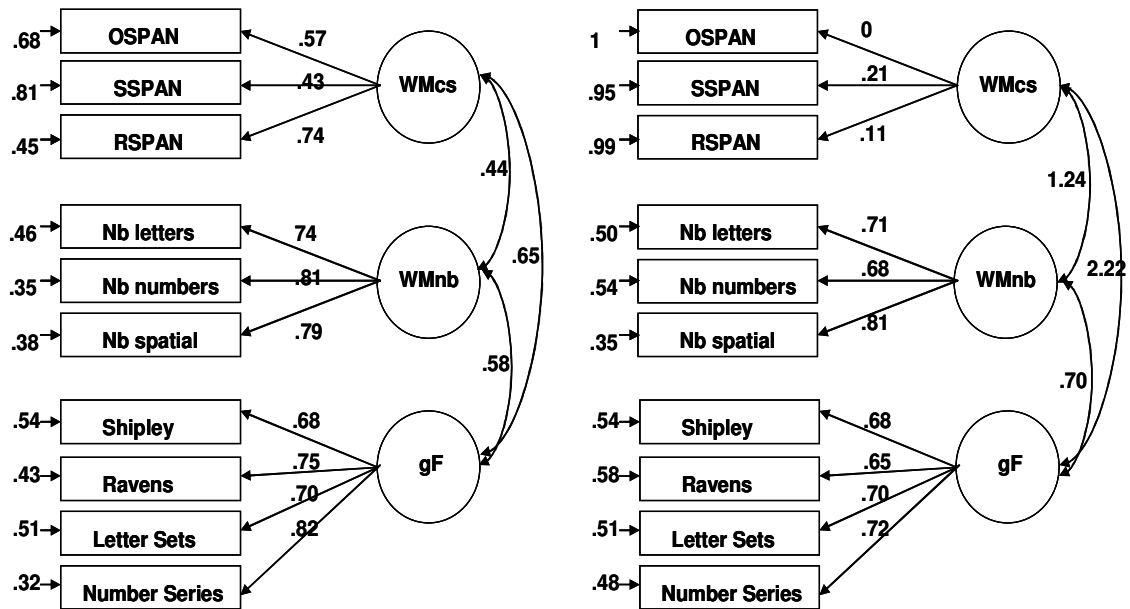 .68
OSPAN
.57
.81
SSPAN
.43
.45
RSPAN
.74
WMcs
.44
.65
.46
Nb letters
74
.35
Nb numbers
.81
.38
Nb spatial
.79
WMnb
.58
.54
Shipley
.68
.43
Ravens
.75
.51
Letter Sets
.70
.32
Number Series
.82
gF
1
OSPAN
0
.95
SSPAN
.21
.99
RSPAN
.11
WMcs
1.24
2.22
.50
Nb letters
.71
.54
Nb numbers
.68
.35
Nb spatial
.81
WMnb
.70
.54
Shipley
.68
.58
Ravens
.65
.51
Letter Sets
.70
.48
Number Series
.72
gF